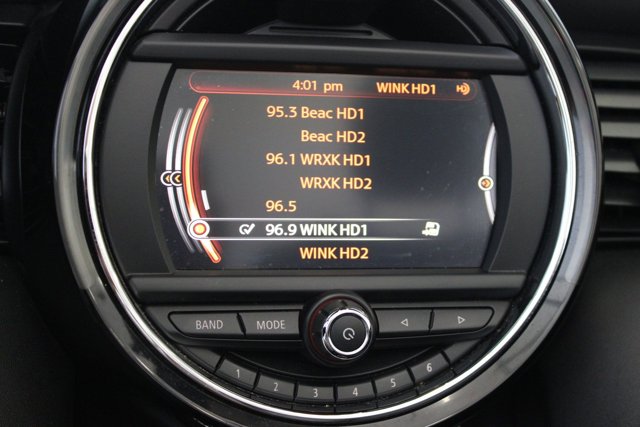 4:01 pm WINK HD1
95.3 Beac HD1
Beac HD2
96.1 WRXK HD1
WRXK HD2
96.5
96.9 WINK HD1
WINK HD2
BAND MODE
1 2 3 4 5 6